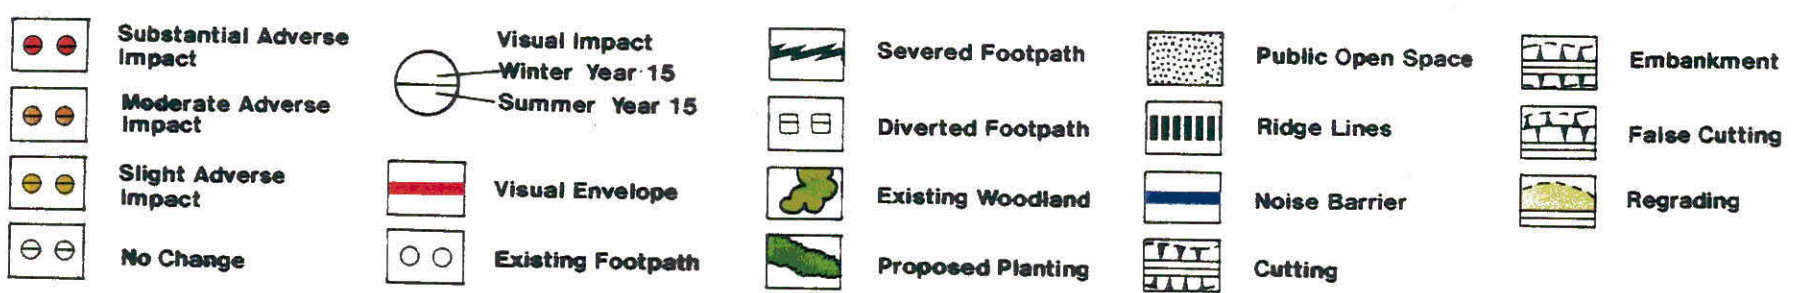 Substantial Adverse
Impact
Moderate Adverse
Impact
Slight Adverse
Impact
No Change
Visual Impact
Winter Year 15
Summer Year 15
Visual Envelope
Existing Footpath
Severed Footpath
Diverted Footpath
Existing Woodland
Proposed Planting
Public Open Space
Ridge Lines
Noise Barrier
Cutting
Embankment
False Cutting
Regrading